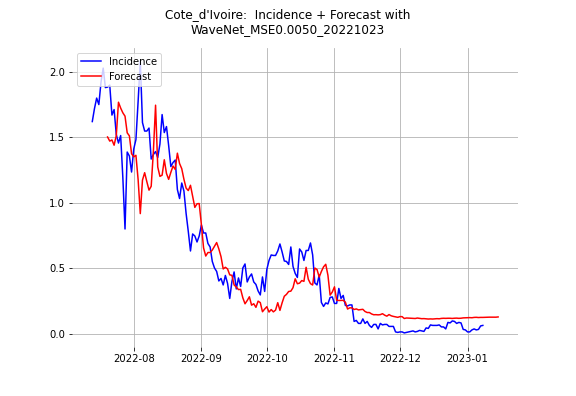 Cote_d'Ivoire:  Incidence + Forecast with
WaveNet_MSE0.0050_20221023
Incidence
Forecast
2.0
1.5
1.0
0.5
0.0
2022-08 2022-09 2022-10 2022-11 2022-12 2023-01